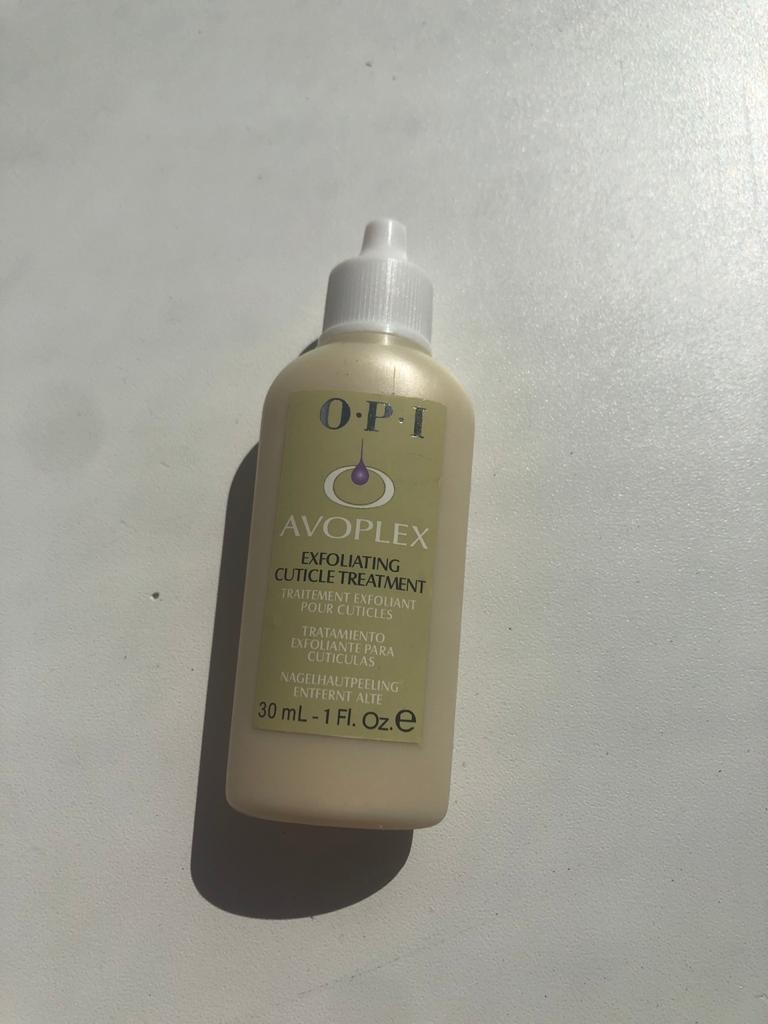 O·P·I
AVOPLEX
EXFOLIATING
CUTICLE TREATMENT
TRAITEMENT EXFOLIANT
POUR CUTICLES
TRATAMIENTO
EXFOLIANTE PARA
CUTICULAS
NAGELHAUTPEELING
ENTFERNT ALTE
30 mL - 1 Fl. Oz. e